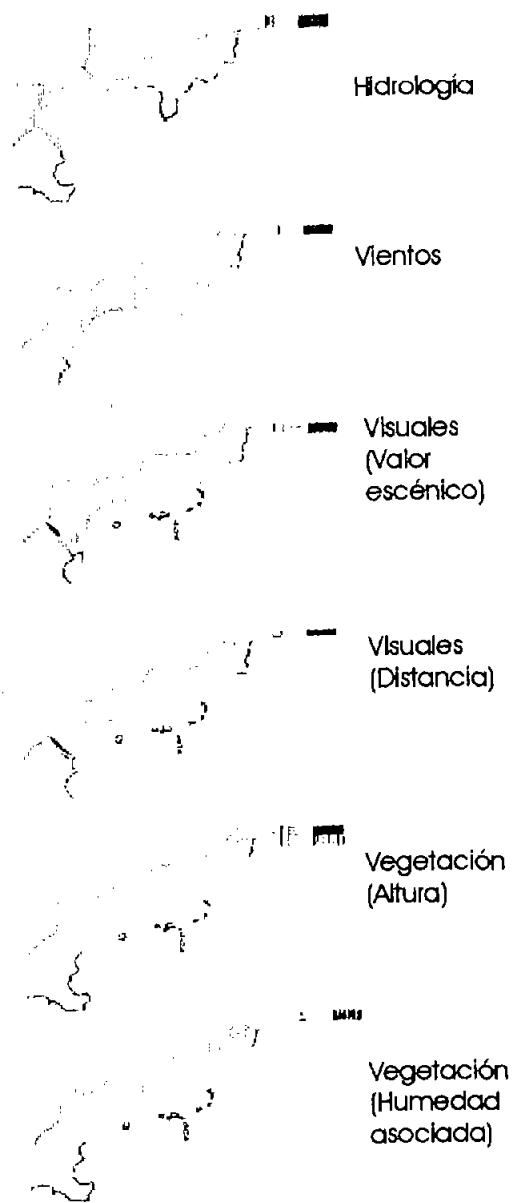 Hidrología
Vientos
Visuales
(Valor
escénico)
Visuales
(Distancia)
Vegetación
(Altura)
Vegetación
(Humedad
asociada)